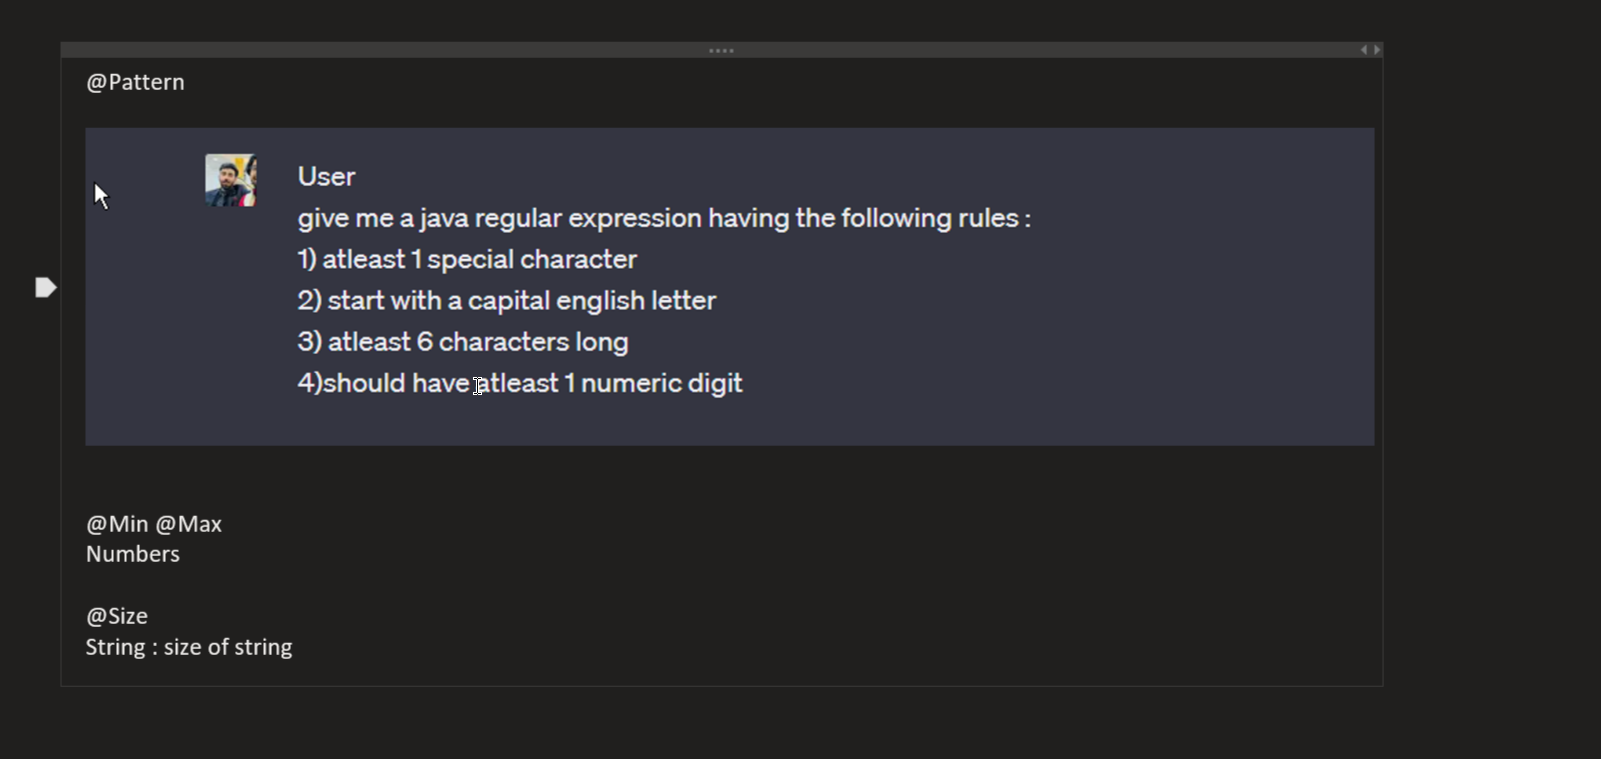 @Pattern
User
give me a java regular expression having the following rules :
1) atleast 1 special character
2) start with a capital english letter
3) atleast 6 characters long
4)should have atleast 1 numeric digit
@Min @Max
Numbers
@Size
String : size of string